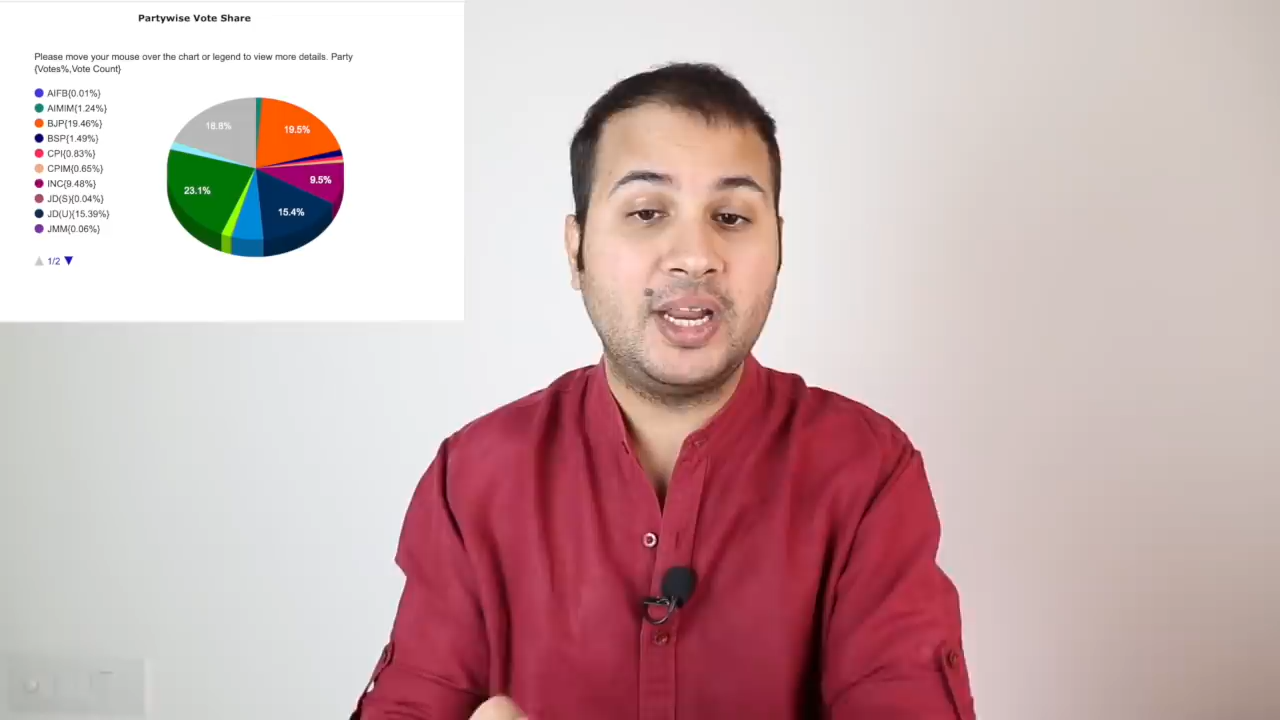 Partywise Vote Share
Please move your mouse over the chart or legend to view more details. Party
{Votes%,Vote Count}
AIFB{0.01%}
AIMIM{1.24%}
BJP{19.46%}
BSP{1.49%}
CPI{0.83%}
CPIM{0.65%}
INC{9.48%}
JD(S){0.04%}
JD(U){15.39%}
JMM{0.06%}
1/2
18.8%
19.5%
9.5%
23.1%
15.4%